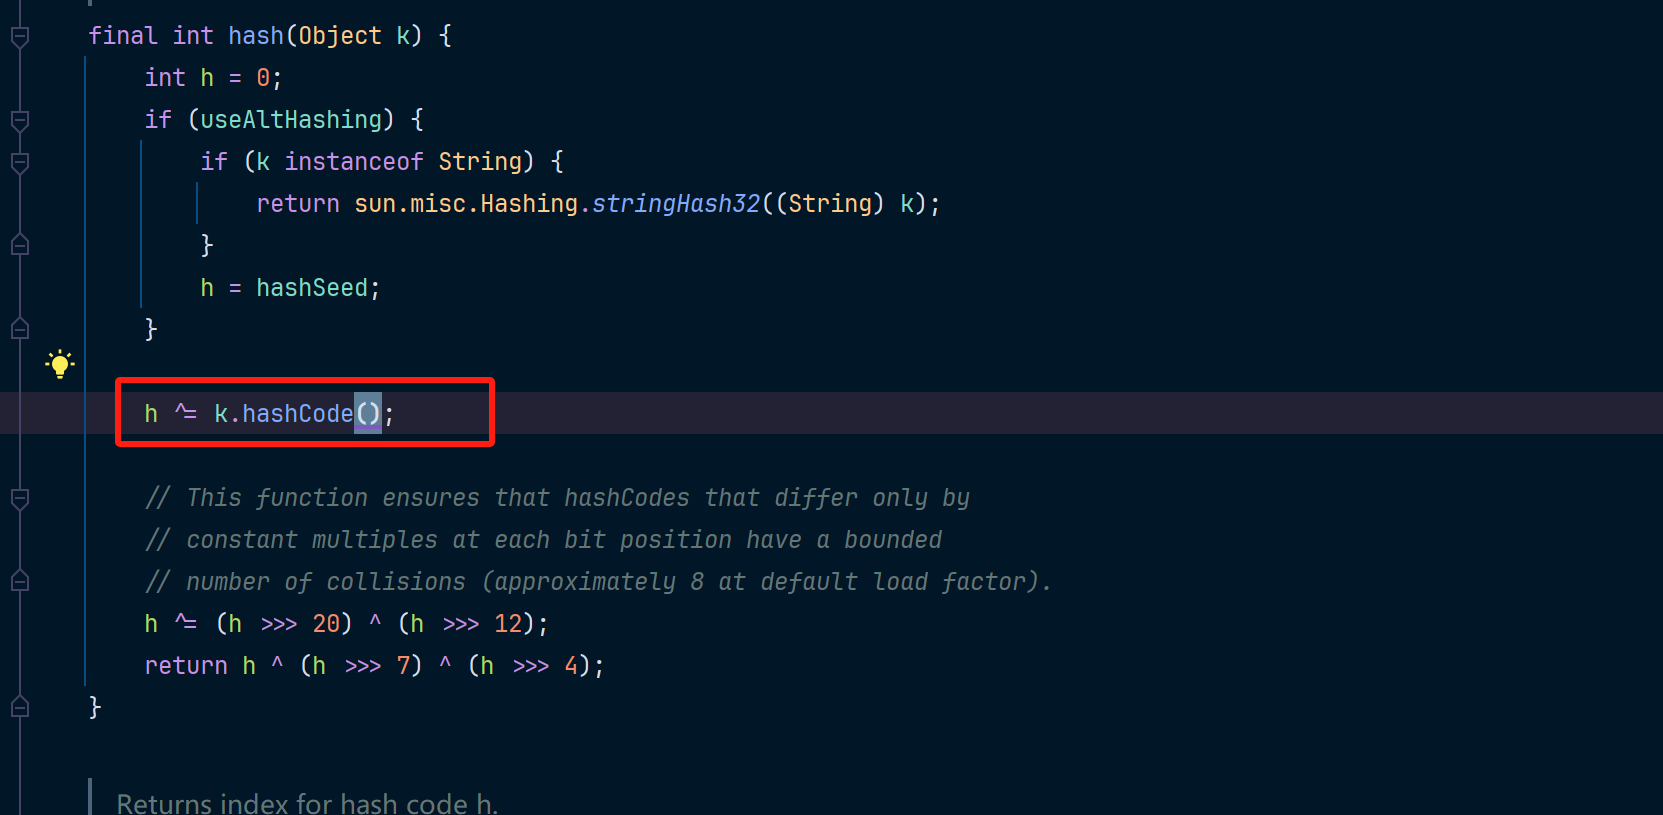 final int hash(Object k) {
int h = 0;
if (useAltHashing) {
if (k instanceof String) {
return sun.misc.Hashing.stringHash32((String) k);
}
h = hashSeed;
}
h ^= k.hashCode();
// This function ensures that hashCodes that differ only by
// constant multiples at each bit position have a bounded
// number of collisions (approximately 8 at default load factor).
h ^= (h >>> 20) ^ (h >>> 12);
return h ^ (h >>> 7) ^ (h >>> 4);
}
Returns index for hash code h.